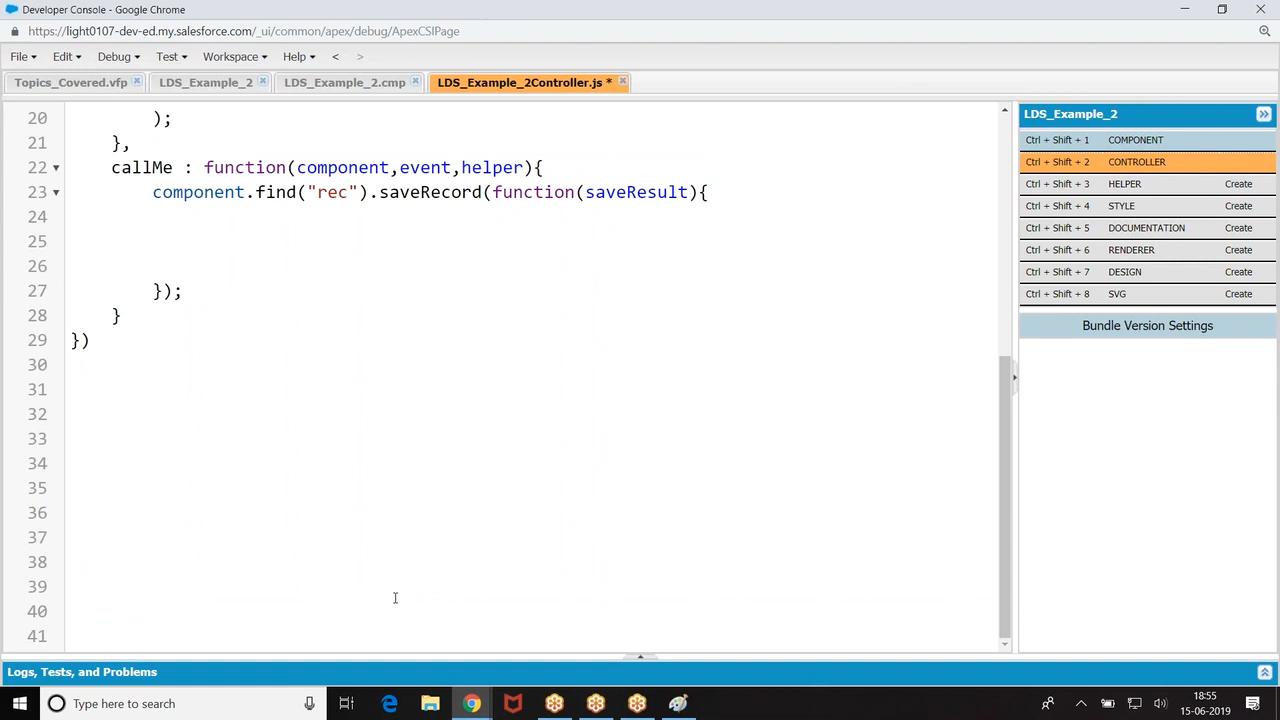 Developer Console - Google Chrome
https://light0107-dev-ed.my.salesforce.com/_ui/common/apex/debug/ApexCSIPage
File Edit Debug Test Workspace Help < >
Topics_Covered.vfp LDS_Example_2 LDS_Example_2.cmp LDS_Example_2Controller.js *
20 );
21 },
22 callMe : function(component,event,helper){
23 component.find("rec").saveRecord(function(saveResult){
24
25
26
27 });
28 }
29 })
30
31
32
33
34
35
36
37
38
39
40
41
LDS_Example_2
Ctrl + Shift + 1 COMPONENT
Ctrl + Shift + 2 CONTROLLER
Ctrl + Shift + 3 HELPER Create
Ctrl + Shift + 4 STYLE Create
Ctrl + Shift + 5 DOCUMENTATION Create
Ctrl + Shift + 6 RENDERER Create
Ctrl + Shift + 7 DESIGN Create
Ctrl + Shift + 8 SVG Create
Bundle Version Settings
Logs, Tests, and Problems
Type here to search
18:55
15-06-2019